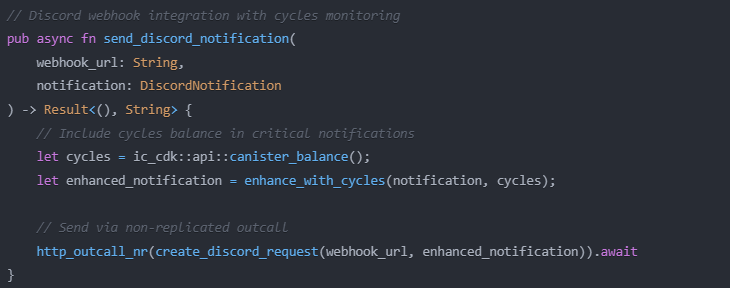 // Discord webhook integration with cycles monitoring
pub async fn send_discord_notification(
    webhook_url: String,
    notification: DiscordNotification
) -> Result<(), String> {
    // Include cycles balance in critical notifications
    let cycles = ic_cdk::api::canister_balance();
    let enhanced_notification = enhance_with_cycles(notification, cycles);

    // Send via non-replicated outcall
    http_outcall_nr(create_discord_request(webhook_url, enhanced_notification)).await
}